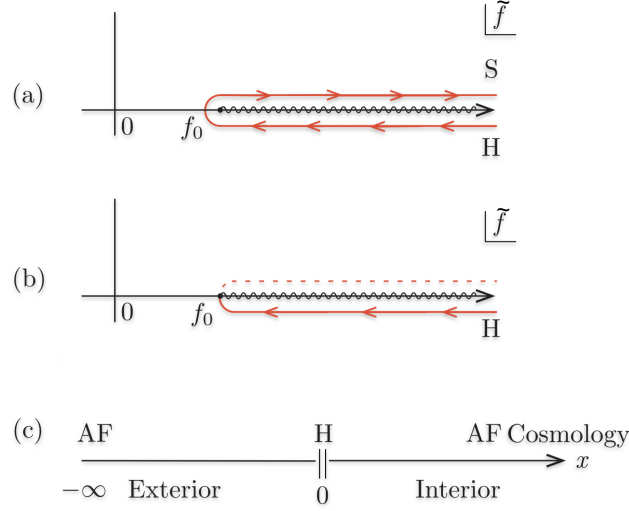 f̃
S
(a)
0
f₀
H
f̃
(b)
0
f₀
H
(c)
AF
H
AF Cosmology
x
−∞
Exterior
0
Interior